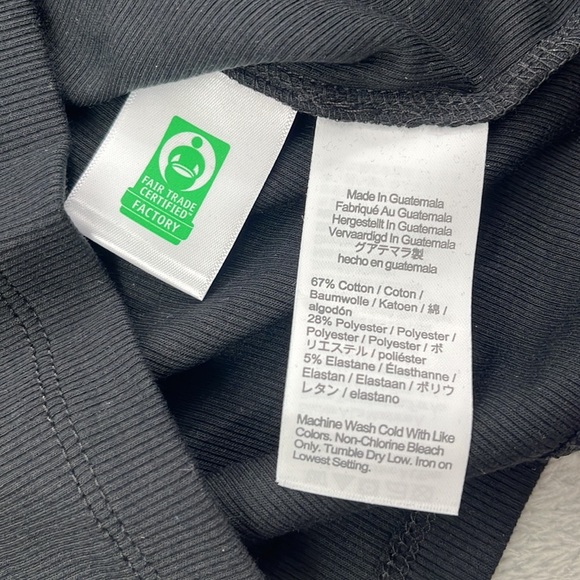 FAIR TRADE
CERTIFIED™
FACTORY
Made In Guatemala
Fabriqué Au Guatemala
Hergestellt In Guatemala
Vervaardigd In Guatemala
グアテマラ製
hecho en guatemala
67% Cotton / Coton /
Baumwolle / Katoen / 綿 /
algodón
28% Polyester / Polyester /
Polyester / Polyester / ポ
リエステル / poliéster
5% Elastane / Élasthanne /
Elastan / Elastaan / ポリウ
レタン / elastano
Machine Wash Cold With Like
Colors. Non-Chlorine Bleach
Only. Tumble Dry Low. Iron on
Lowest Setting.